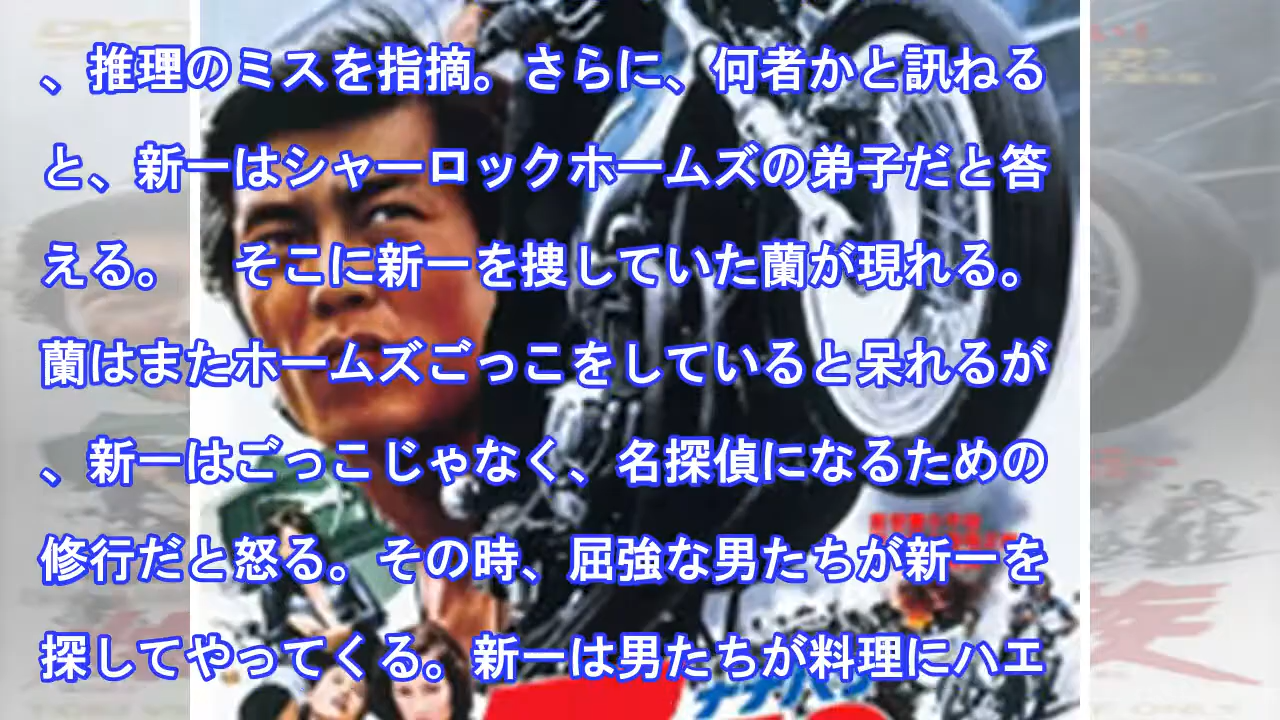 、推理のミスを指摘。さらに、何者かと訊ねる
と、新一はシャーロックホームズの弟子だと答
える。　そこに新一を捜していた蘭が現れる。
蘭はまたホームズごっこをしていると呆れるが
、新一はごっこじゃなく、名探偵になるための
修行だと怒る。その時、屈強な男たちが新一を
探してやってくる。新一は男たちが料理にハエ